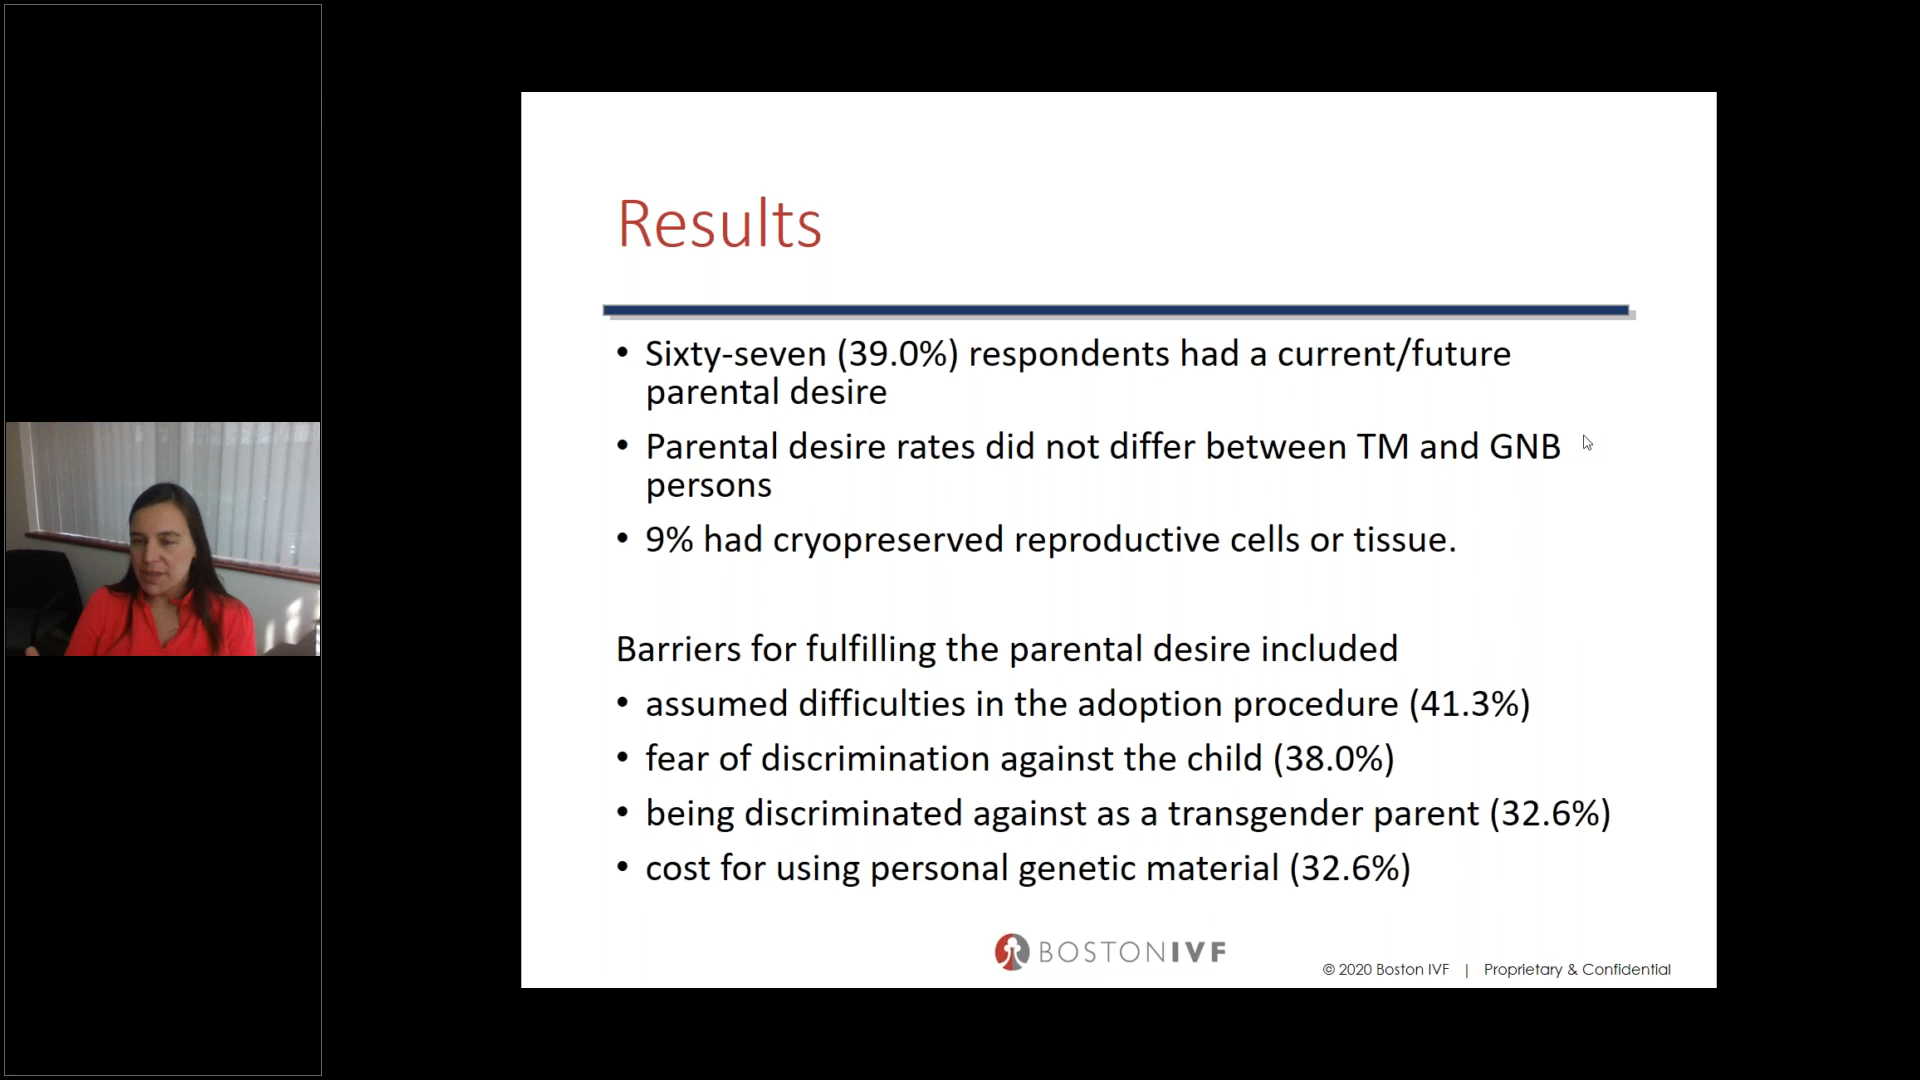 Results
• Sixty-seven (39.0%) respondents had a current/future
parental desire
• Parental desire rates did not differ between TM and GNB
persons
• 9% had cryopreserved reproductive cells or tissue.
Barriers for fulfilling the parental desire included
• assumed difficulties in the adoption procedure (41.3%)
• fear of discrimination against the child (38.0%)
• being discriminated against as a transgender parent (32.6%)
• cost for using personal genetic material (32.6%)
BOSTONIVF
© 2020 Boston IVF | Proprietary & Confidential